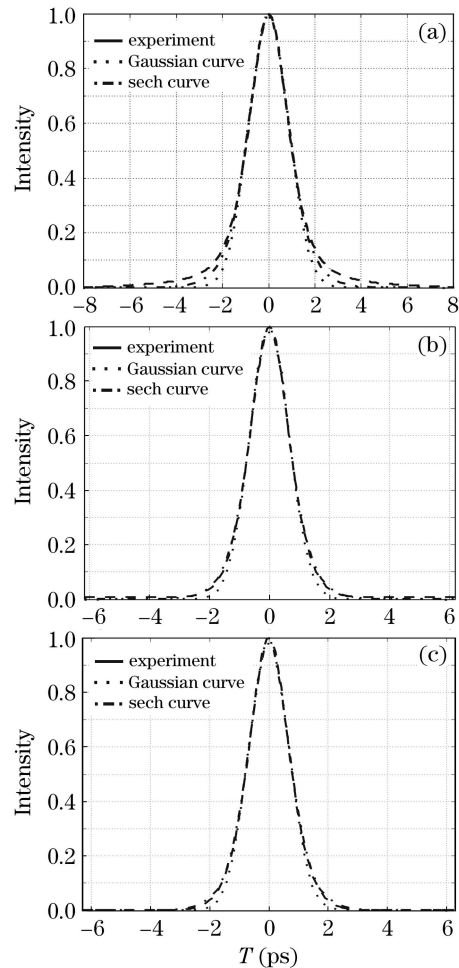 (a)
experiment
Gaussian curve
sech curve
Intensity
1.0
0.8
0.6
0.4
0.2
0.0
−8 −6 −4 −2 0 2 4 6 8
(b)
experiment
Gaussian curve
sech curve
Intensity
1.0
0.8
0.6
0.4
0.2
0.0
−6 −4 −2 0 2 4 6
(c)
experiment
Gaussian curve
sech curve
Intensity
1.0
0.8
0.6
0.4
0.2
0.0
−6 −4 −2 0 2 4 6
T (ps)